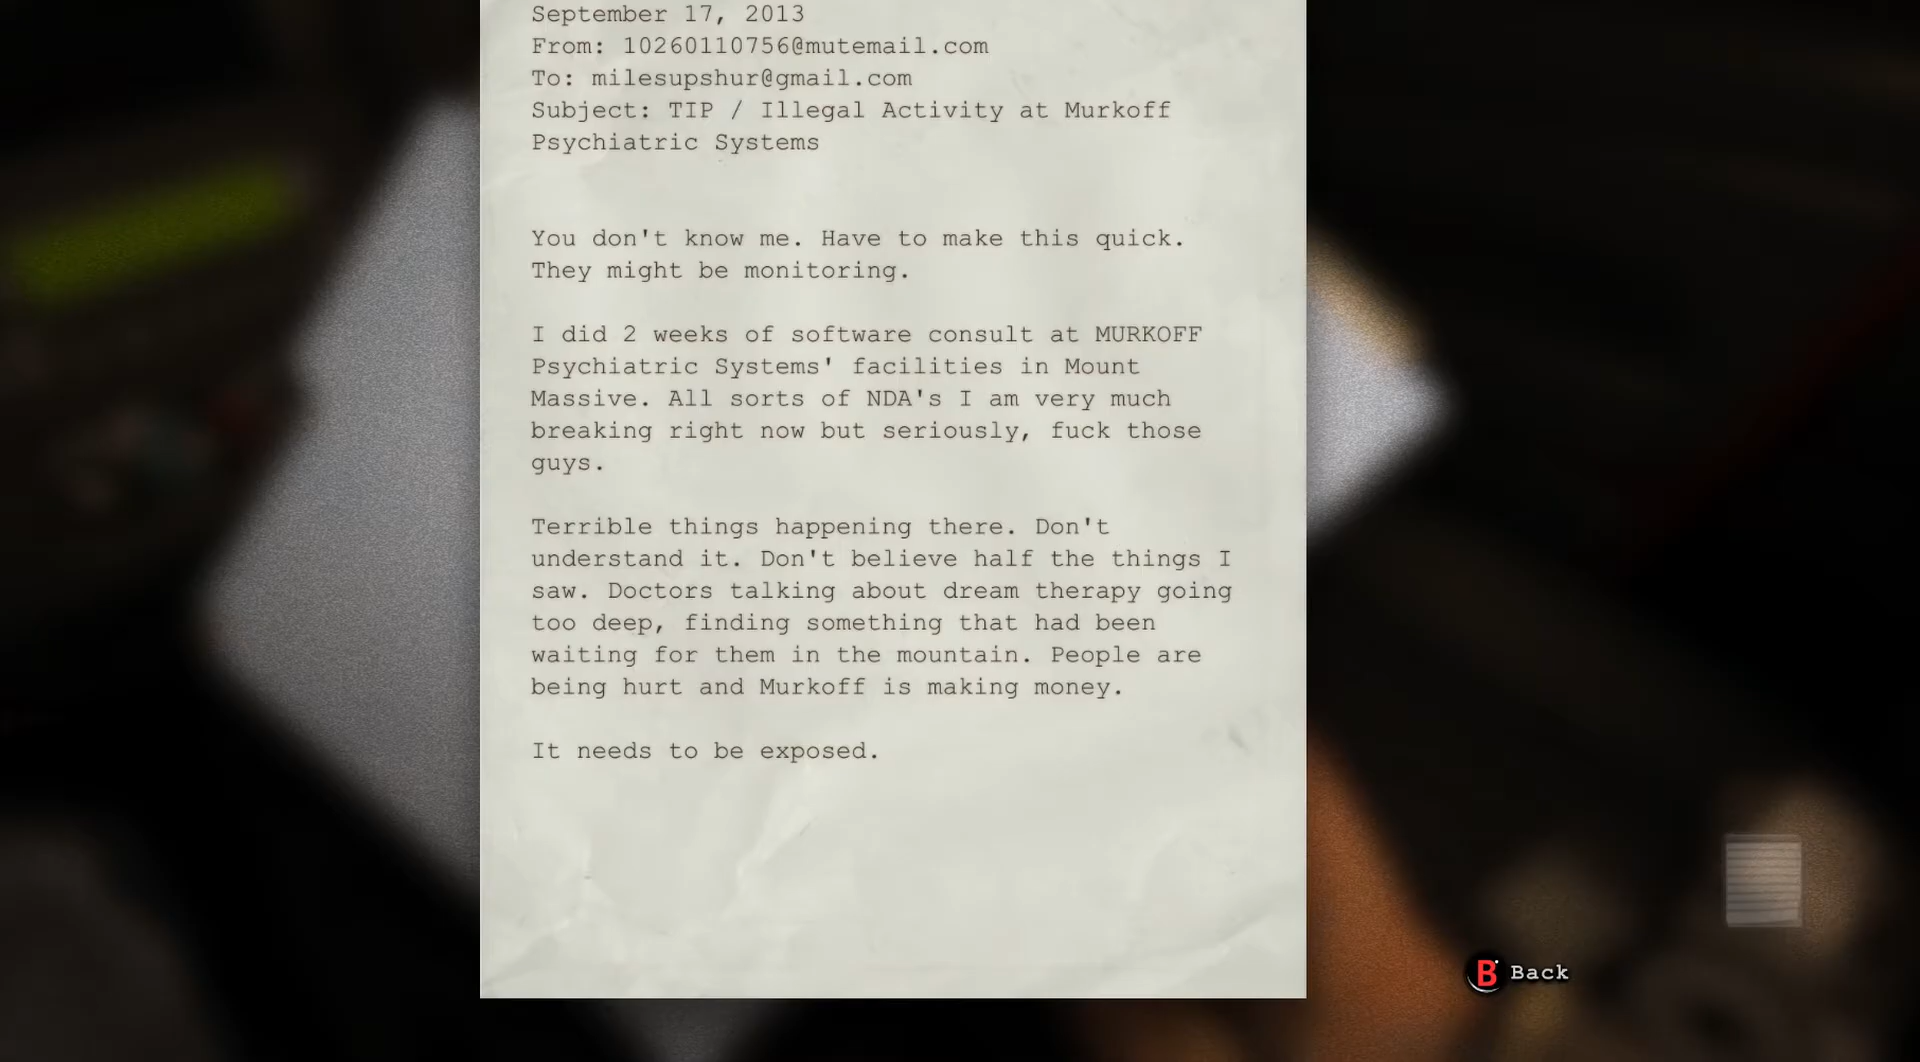 September 17, 2013
From: 10260110756@mutemail.com
To: milesupshur@gmail.com
Subject: TIP / Illegal Activity at Murkoff
Psychiatric Systems
You don't know me. Have to make this quick.
They might be monitoring.
I did 2 weeks of software consult at MURKOFF
Psychiatric Systems' facilities in Mount
Massive. All sorts of NDA's I am very much
breaking right now but seriously, fuck those
guys.
Terrible things happening there. Don't
understand it. Don't believe half the things I
saw. Doctors talking about dream therapy going
too deep, finding something that had been
waiting for them in the mountain. People are
being hurt and Murkoff is making money.
It needs to be exposed.
B Back